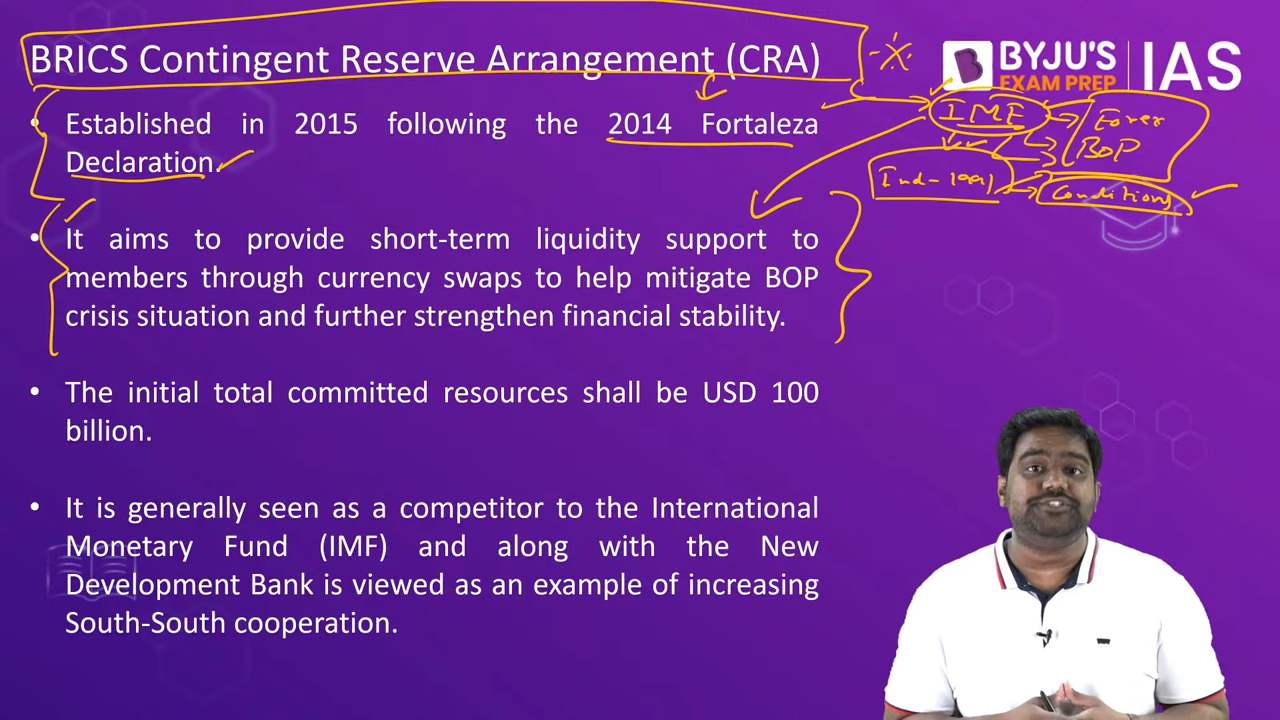 BRICS Contingent Reserve Arrangement (CRA)
BYJU'S
EXAM PREP
IAS
• Established in 2015 following the 2014 Fortaleza
Declaration.
IMF
Forex
BOP
Ind-1991
Conditions
• It aims to provide short-term liquidity support to
members through currency swaps to help mitigate BOP
crisis situation and further strengthen financial stability.
• The initial total committed resources shall be USD 100
billion.
• It is generally seen as a competitor to the International
Monetary Fund (IMF) and along with the New
Development Bank is viewed as an example of increasing
South-South cooperation.